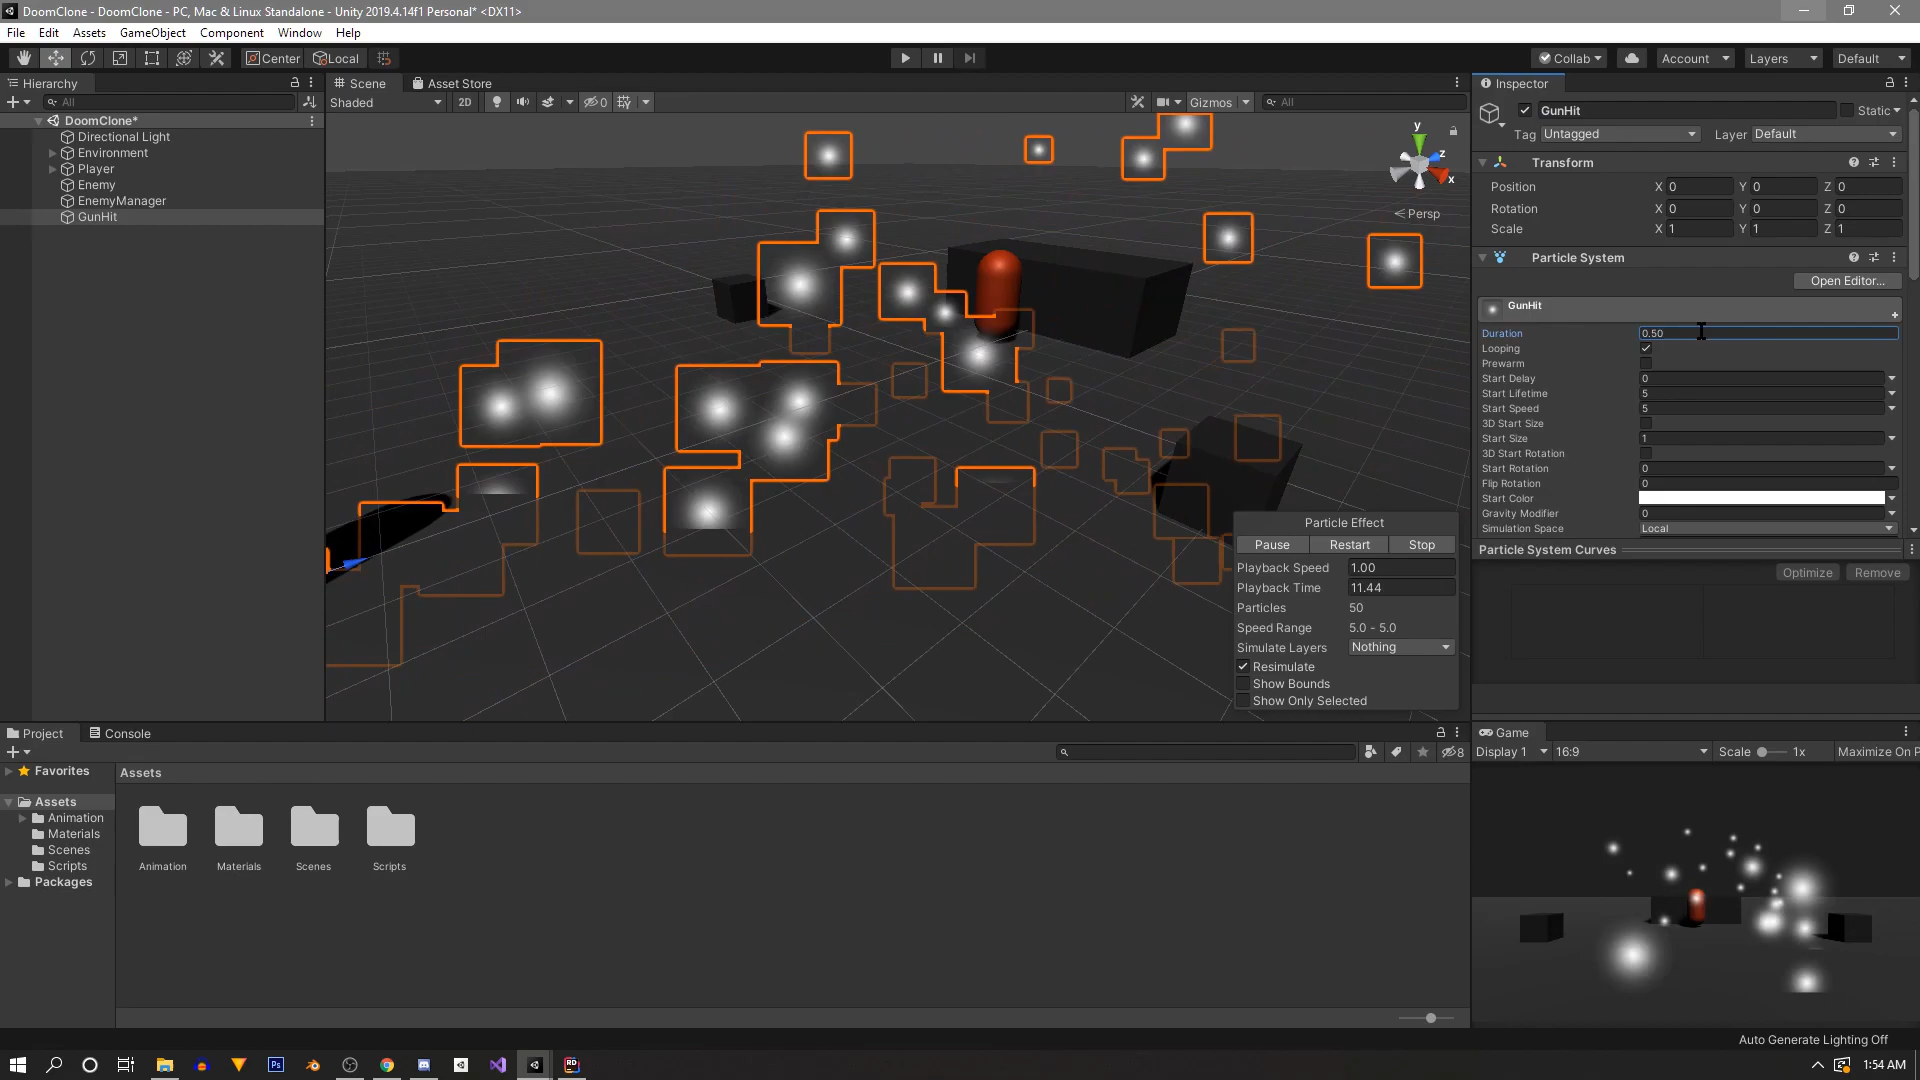 DoomClone - DoomClone - PC, Mac & Linux Standalone - Unity 2019.4.14f1 Personal* <DX11>
File Edit Assets GameObject Component Window Help
Center Local Collab Account Layers Default
Hierarchy
All
DoomClone*
Directional Light
Environment
Player
Enemy
EnemyManager
GunHit
Scene Asset Store
Shaded 2D 0 Gizmos All
y
z
x
Persp
Particle Effect
Pause Restart Stop
Playback Speed 1.00
Playback Time 11.44
Particles 50
Speed Range 5.0 - 5.0
Simulate Layers Nothing
Resimulate
Show Bounds
Show Only Selected
Inspector
GunHit Static
Tag Untagged Layer Default
Transform
Position X 0 Y 0 Z 0
Rotation X 0 Y 0 Z 0
Scale X 1 Y 1 Z 1
Particle System
Open Editor...
GunHit
Duration 0.50
Looping
Prewarm
Start Delay 0
Start Lifetime 5
Start Speed 5
3D Start Size
Start Size 1
3D Start Rotation
Start Rotation 0
Flip Rotation 0
Start Color
Gravity Modifier 0
Simulation Space Local
Particle System Curves
Optimize Remove
Project Console
8
Favorites
Assets
Animation
Materials
Scenes
Scripts
Packages
Assets
Animation Materials Scenes Scripts
Game
Display 1 16:9 Scale 1x Maximize On P
Auto Generate Lighting Off
Ps
RD
1:54 AM